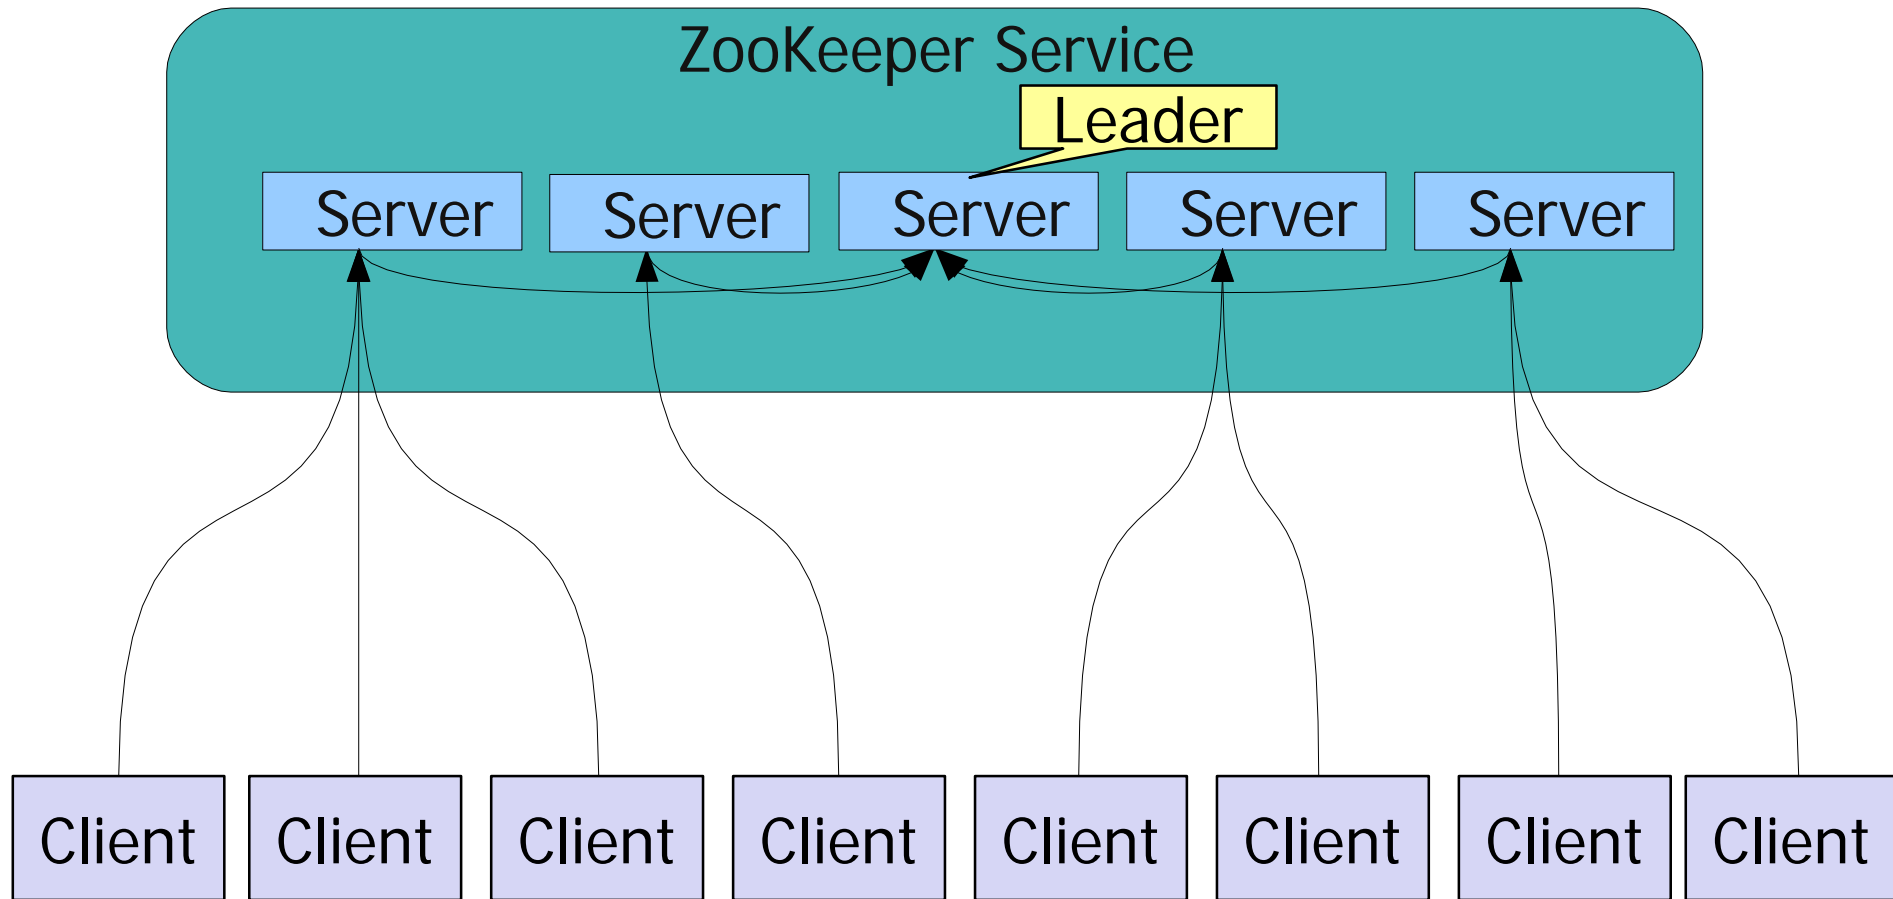 ZooKeeper Service
Leader
Server
Server
Server
Server
Server
Client
Client
Client
Client
Client
Client
Client
Client